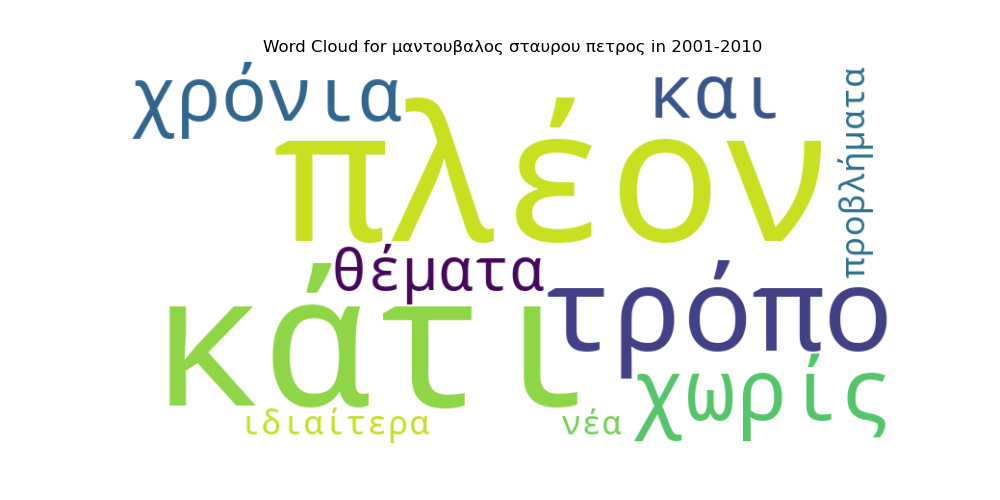 Word Cloud for μαντουβαλος σταυρου πετρος in 2001-2010
χρόνια
και
προβλήματα
πλέον
θέματα
κάτι
τρόπο
χωρίς
ιδιαίτερα
νέα